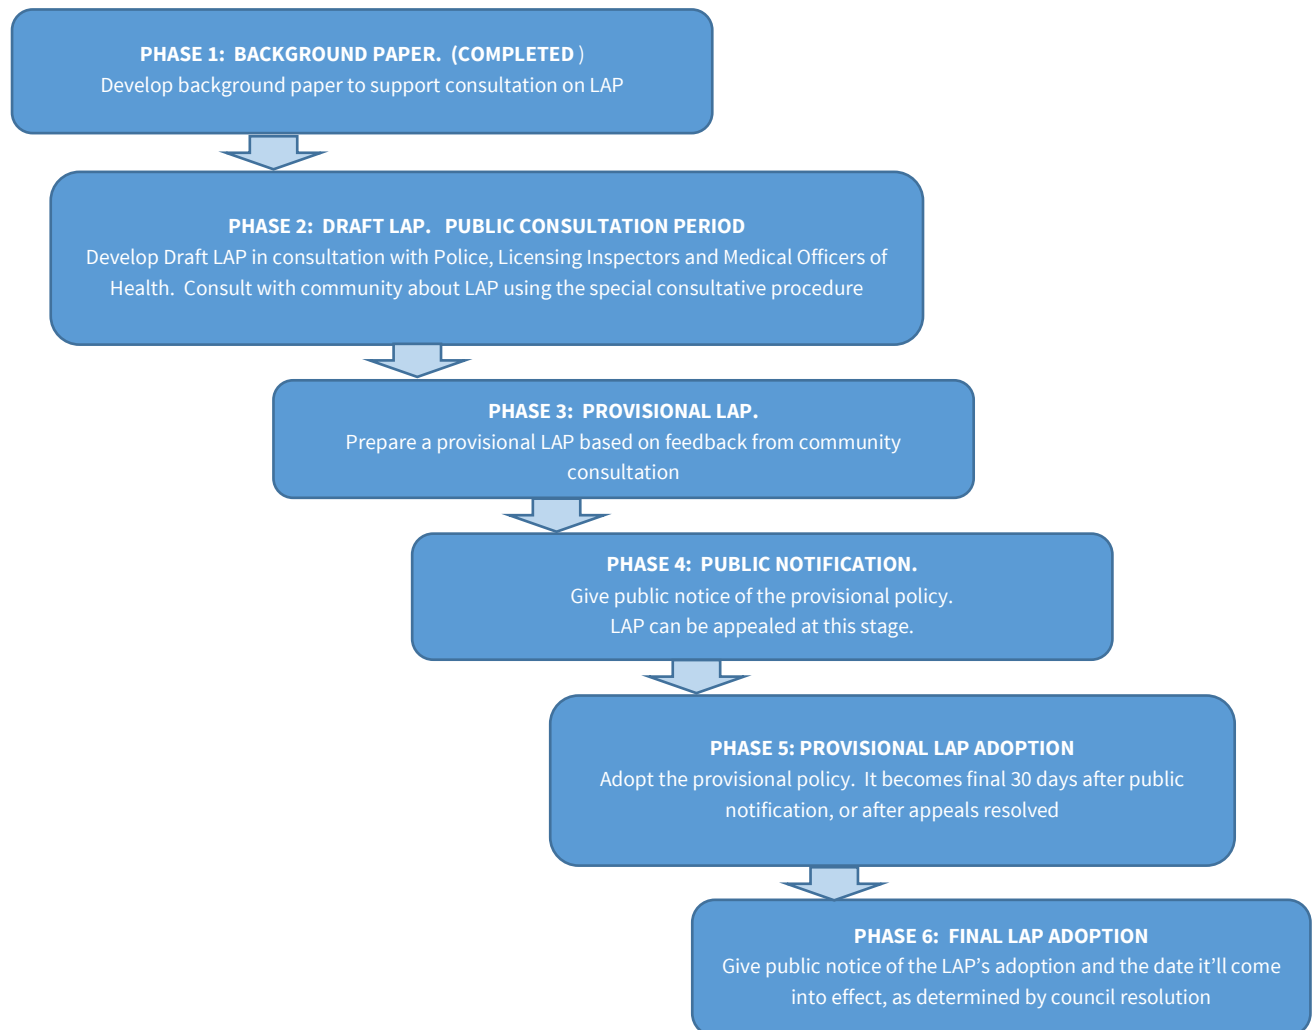 PHASE 1: BACKGROUND PAPER. (COMPLETED )
Develop background paper to support consultation on LAP
PHASE 2: DRAFT LAP. PUBLIC CONSULTATION PERIOD
Develop Draft LAP in consultation with Police, Licensing Inspectors and Medical Officers of
Health. Consult with community about LAP using the special consultative procedure
PHASE 3: PROVISIONAL LAP.
Prepare a provisional LAP based on feedback from community
consultation
PHASE 4: PUBLIC NOTIFICATION.
Give public notice of the provisional policy.
LAP can be appealed at this stage.
PHASE 5: PROVISIONAL LAP ADOPTION
Adopt the provisional policy. It becomes final 30 days after public
notification, or after appeals resolved
PHASE 6: FINAL LAP ADOPTION
Give public notice of the LAP’s adoption and the date it’ll come
into effect, as determined by council resolution